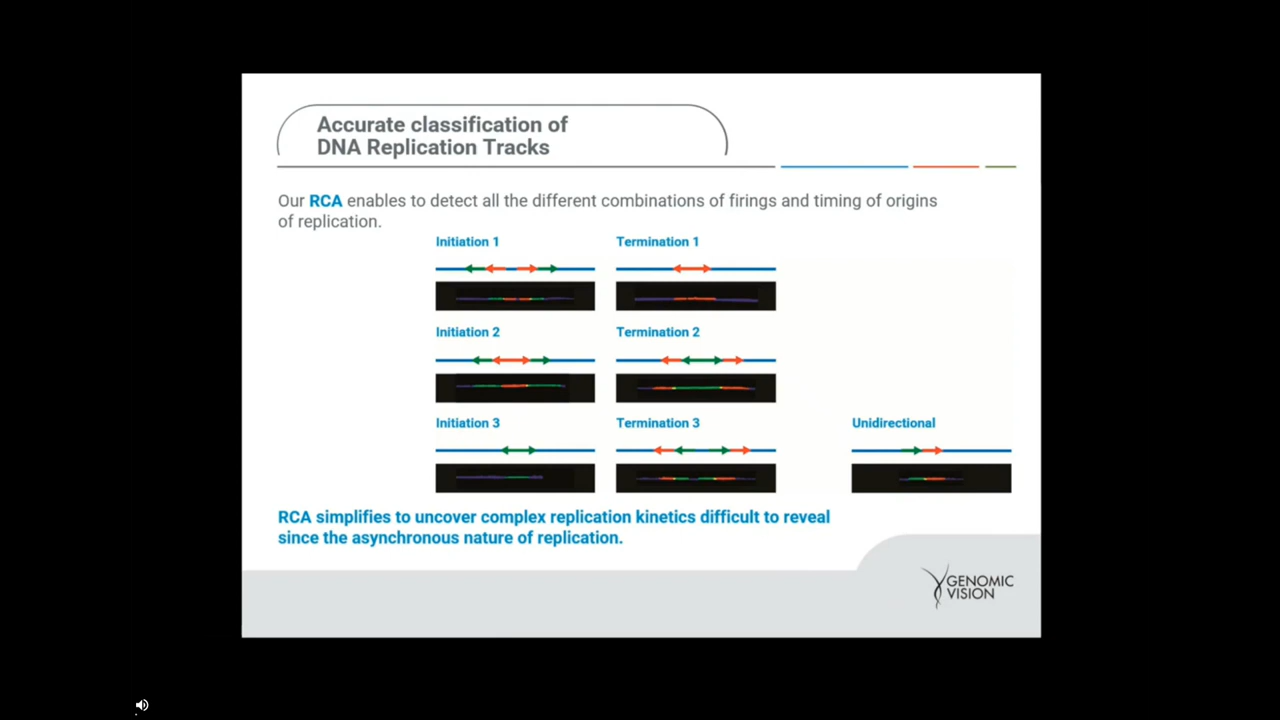 Accurate classification of
DNA Replication Tracks
Our RCA enables to detect all the different combinations of firings and timing of origins
of replication.
Initiation 1
Termination 1
Initiation 2
Termination 2
Initiation 3
Termination 3
Unidirectional
RCA simplifies to uncover complex replication kinetics difficult to reveal
since the asynchronous nature of replication.
GENOMIC
VISION